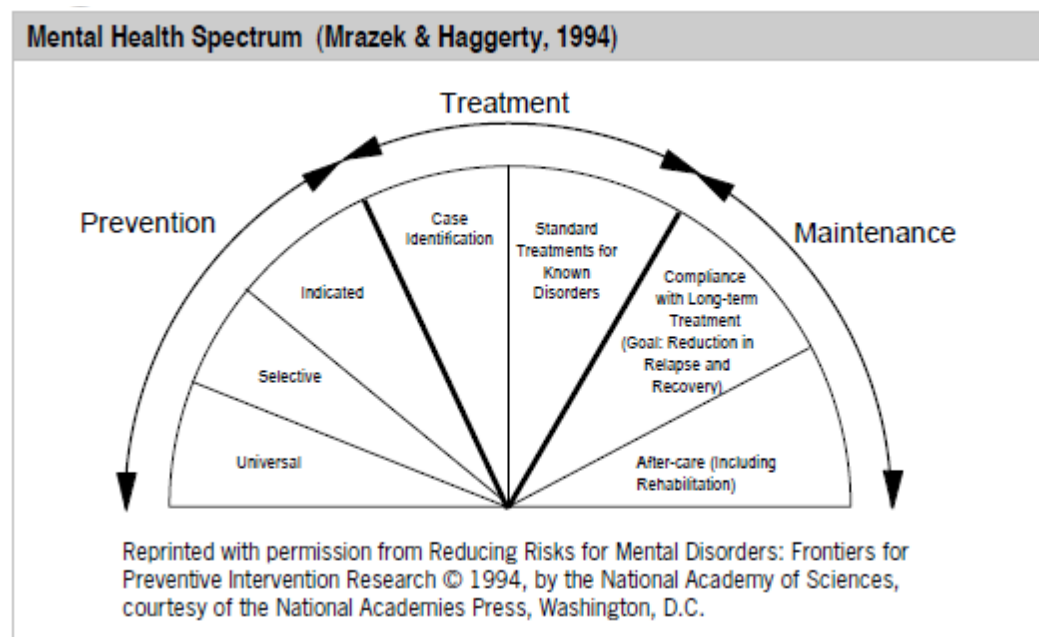 Mental Health Spectrum (Mrazek & Haggerty, 1994)
Treatment
Prevention
Maintenance
Case
Identification
Standard
Treatments for
Known
Disorders
Indicated
Compliance
with Long-term
Treatment
(Goal: Reduction in
Relapse and
Recovery)
Selective
Universal
After-care (Including
Rehabilitation)
Reprinted with permission from Reducing Risks for Mental Disorders: Frontiers for
Preventive Intervention Research © 1994, by the National Academy of Sciences,
courtesy of the National Academies Press, Washington, D.C.